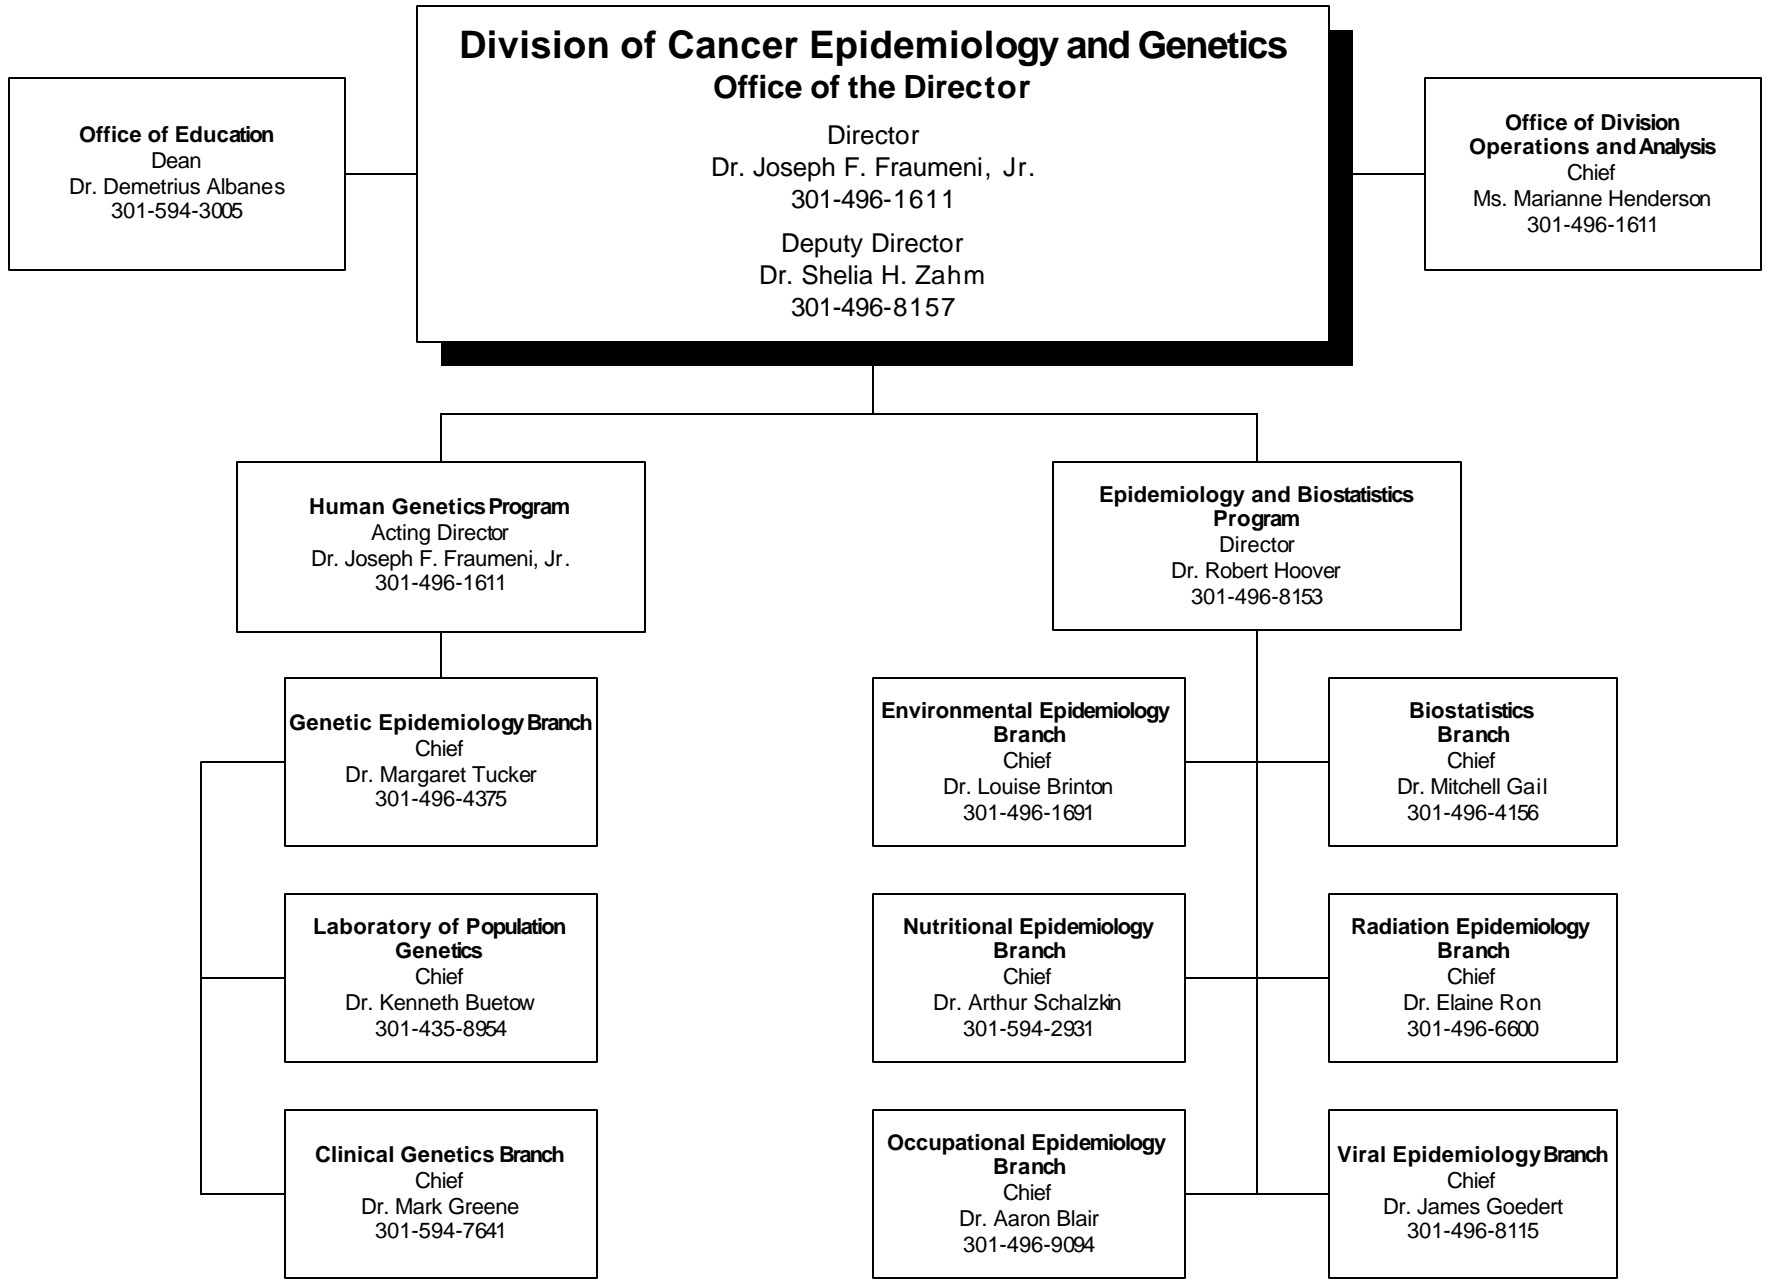 Division of Cancer Epidemiology and Genetics
Office of the Director
Director
Dr. Joseph F. Fraumeni, Jr.
301-496-1611
Deputy Director
Dr. Shelia H. Zahm
301-496-8157
Office of Education
Dean
Dr. Demetrius Albanes
301-594-3005
Office of Division
Operations and Analysis
Chief
Ms. Marianne Henderson
301-496-1611
Human Genetics Program
Acting Director
Dr. Joseph F. Fraumeni, Jr.
301-496-1611
Epidemiology and Biostatistics
Program
Director
Dr. Robert Hoover
301-496-8153
Genetic Epidemiology Branch
Chief
Dr. Margaret Tucker
301-496-4375
Laboratory of Population
Genetics
Chief
Dr. Kenneth Buetow
301-435-8954
Clinical Genetics Branch
Chief
Dr. Mark Greene
301-594-7641
Environmental Epidemiology
Branch
Chief
Dr. Louise Brinton
301-496-1691
Biostatistics
Branch
Chief
Dr. Mitchell Gail
301-496-4156
Nutritional Epidemiology
Branch
Chief
Dr. Arthur Schalzkin
301-594-2931
Radiation Epidemiology
Branch
Chief
Dr. Elaine Ron
301-496-6600
Occupational Epidemiology
Branch
Chief
Dr. Aaron Blair
301-496-9094
Viral Epidemiology Branch
Chief
Dr. James Goedert
301-496-8115